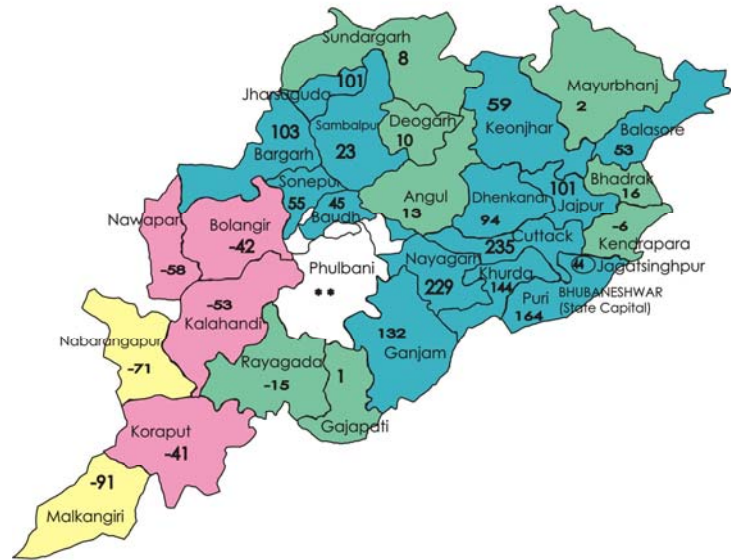 Sundargarh
8
Mayurbhanj
2
Jharsuguda
101
59
Keonjhar
Deogarh
10
Balasore
53
103
Bargarh
Sambalpur
23
Sonepur
55
45
Baudh
Angul
13
Dhenkanal
94
101
Jajpur
Bhadrak
16
-6
Kendrapara
Nawapara
-58
Bolangir
-42
Phulbani
**
Nayagarh
229
235
Cuttack
Khurda
144
44
Jagatsinghpur
Puri
164
BHUBANESHWAR
(State Capital)
-53
Kalahandi
132
Ganjam
Nabarangapur
-71
Rayagada
-15
1
Gajapati
Koraput
-41
-91
Malkangiri